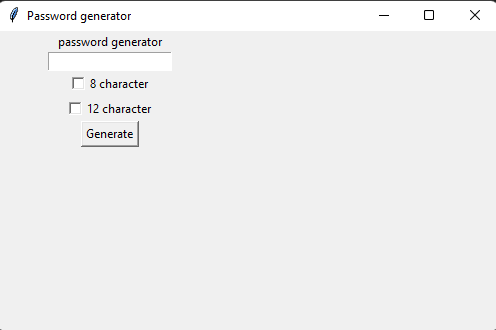 Password generator
password generator
8 character
12 character
Generate